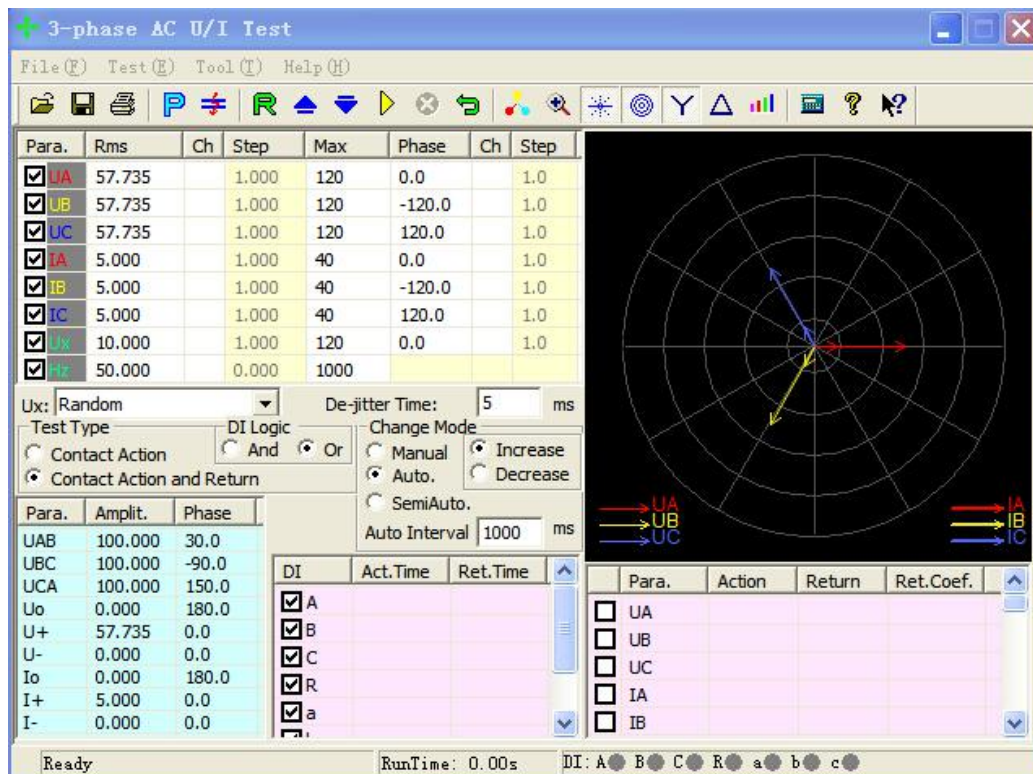 3-phase AC U/I Test
File(F) Test(E) Tool(T) Help(H)
Para. Rms Ch Step Max Phase Ch Step
UA 57.735 1.000 120 0.0 1.0
UB 57.735 1.000 120 -120.0 1.0
UC 57.735 1.000 120 120.0 1.0
IA 5.000 1.000 40 0.0 1.0
IB 5.000 1.000 40 -120.0 1.0
IC 5.000 1.000 40 120.0 1.0
Ux 10.000 1.000 120 0.0 1.0
Hz 50.000 0.000 1000
Ux: Random De-jitter Time: 5 ms
Test Type
Contact Action
Contact Action and Return
DI Logic
And Or
Change Mode
Manual
Auto.
SemiAuto.
Increase
Decrease
Auto Interval 1000 ms
UA
UB
UC
IA
IB
IC
Para. Amplit. Phase
UAB 100.000 30.0
UBC 100.000 -90.0
UCA 100.000 150.0
Uo 0.000 180.0
U+ 57.735 0.0
U- 0.000 0.0
Io 0.000 180.0
I+ 5.000 0.0
I- 0.000 0.0
DI Act.Time Ret.Time
A
B
C
R
a
Para. Action Return Ret.Coef.
UA
UB
UC
IA
IB
Ready RunTime: 0.00s DI: A B C R a b c